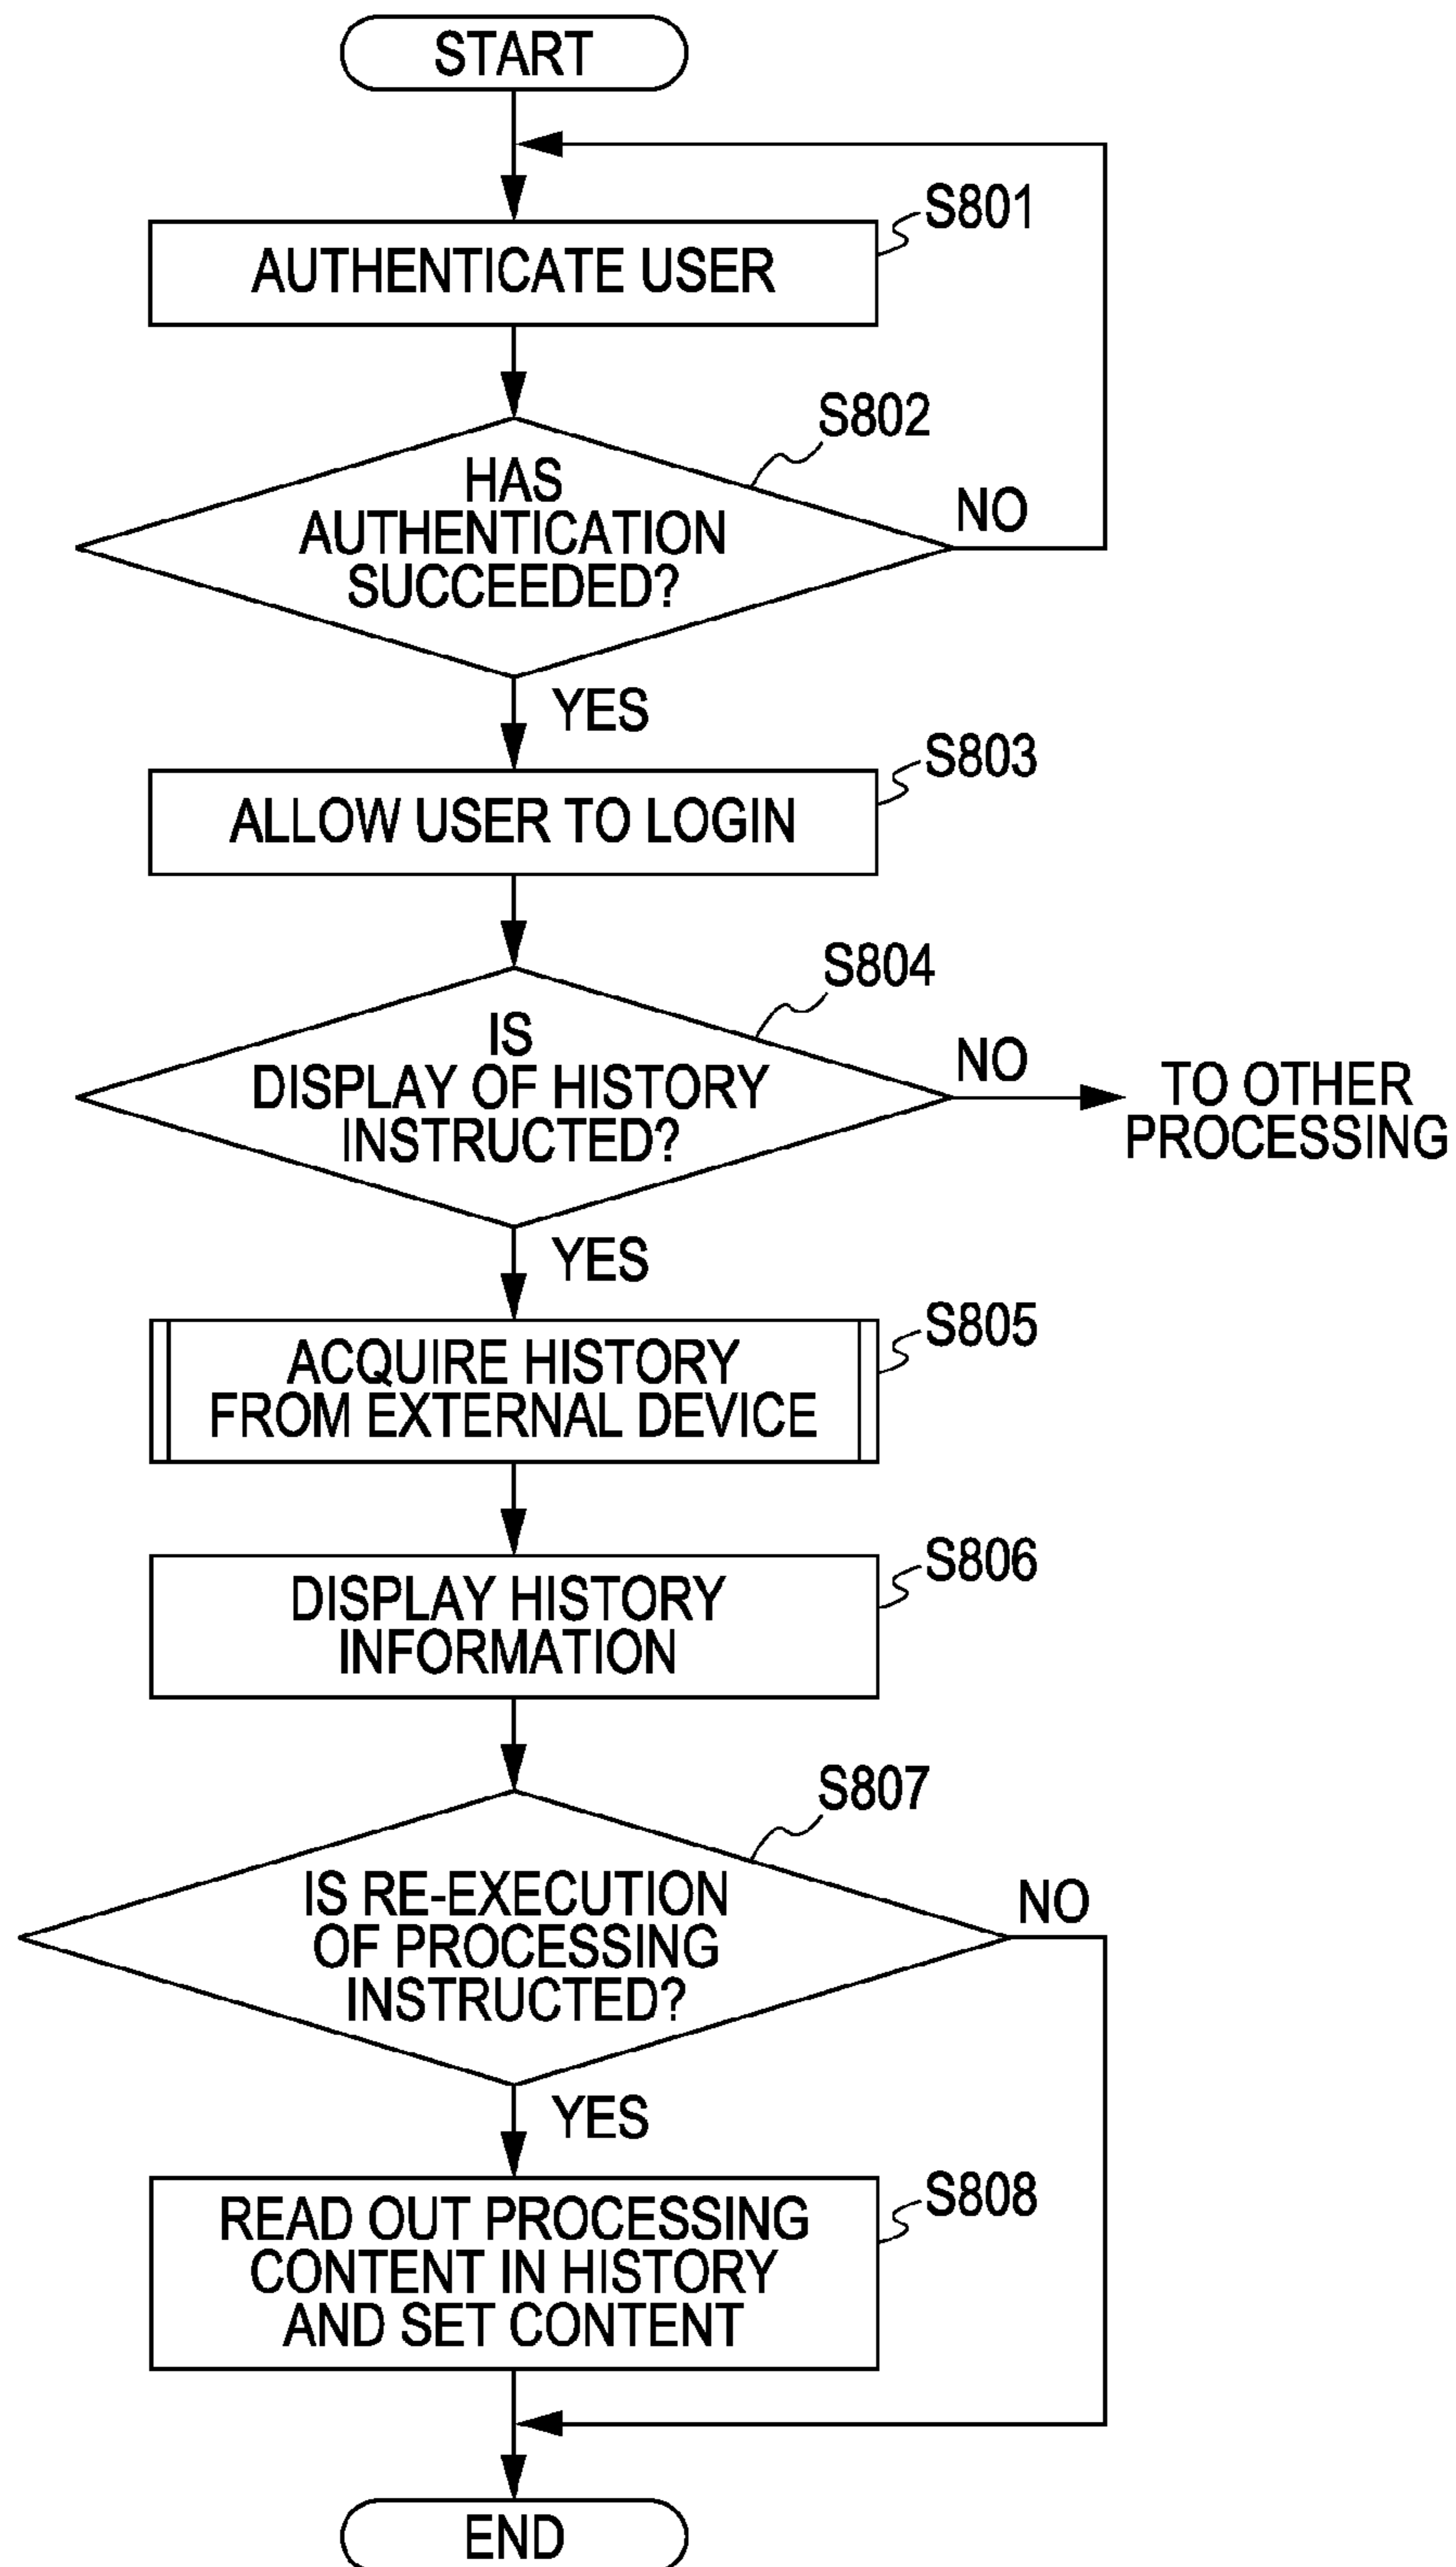 START
S801
AUTHENTICATE USER
S802
HAS
AUTHENTICATION
SUCCEEDED?
NO
YES
S803
ALLOW USER TO LOGIN
S804
IS
DISPLAY OF HISTORY
INSTRUCTED?
NO
TO OTHER
PROCESSING
YES
S805
ACQUIRE HISTORY
FROM EXTERNAL DEVICE
S806
DISPLAY HISTORY
INFORMATION
S807
IS RE-EXECUTION
OF PROCESSING
INSTRUCTED?
NO
YES
S808
READ OUT PROCESSING
CONTENT IN HISTORY
AND SET CONTENT
END